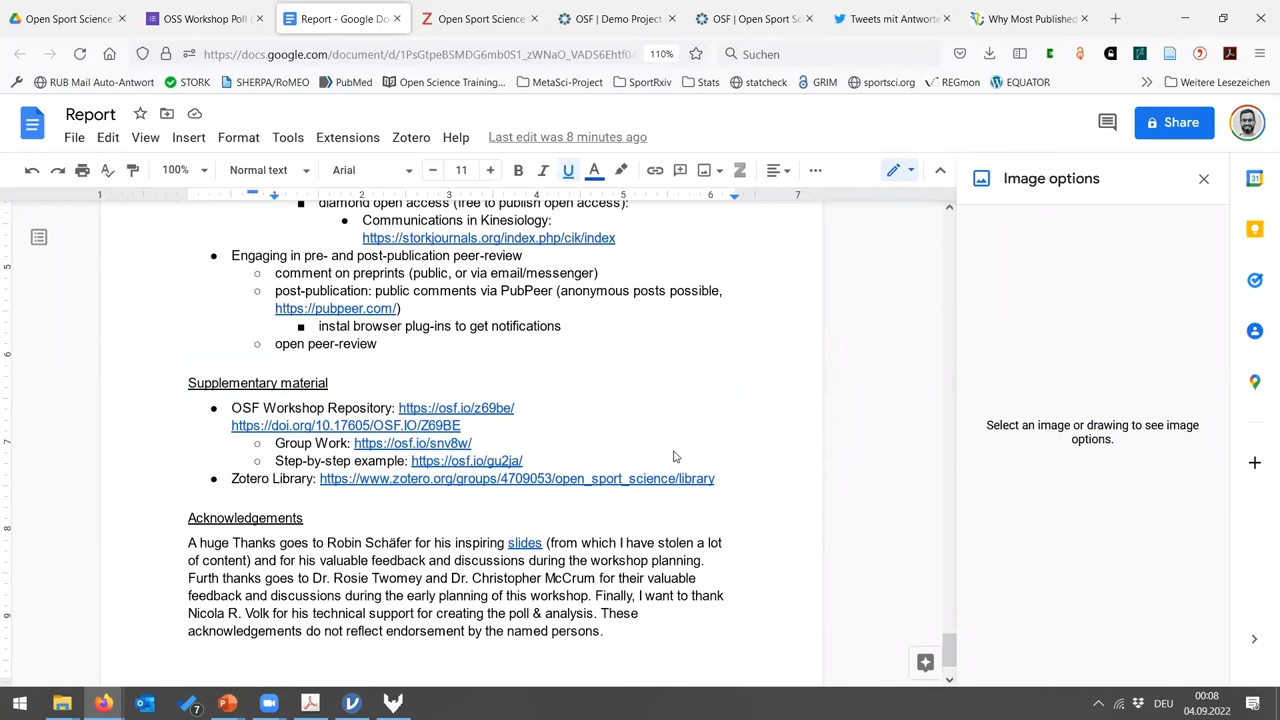 Open Sport Science
OSS Workshop Poll (
Report - Google Do
Open Sport Science
OSF | Demo Project
OSF | Open Sport Sc
Tweets mit Antworte
Why Most Published
https://docs.google.com/document/d/1PsGtpeBSMDG6mb0S1_zWNaO_VADS6Ehtf04
110%
Suchen
RUB Mail Auto-Antwort
STORK
SHERPA/RoMEO
PubMed
Open Science Training...
MetaSci-Project
SportRxiv
Stats
statcheck
GRIM
sportsci.org
REGmon
EQUATOR
Weitere Lesezeichen
Report
File Edit View Insert Format Tools Extensions Zotero Help
Last edit was 8 minutes ago
Share
100%
Normal text
Arial
11
Image options
1 1 2 3 4 5 6 7
diamond open access (free to publish open access):
● Communications in Kinesiology:
https://storkjournals.org/index.php/cik/index
● Engaging in pre- and post-publication peer-review
○ comment on preprints (public, or via email/messenger)
○ post-publication: public comments via PubPeer (anonymous posts possible,
https://pubpeer.com/)
■ instal browser plug-ins to get notifications
○ open peer-review
Supplementary material
● OSF Workshop Repository: https://osf.io/z69be/
https://doi.org/10.17605/OSF.IO/Z69BE
○ Group Work: https://osf.io/snv8w/
○ Step-by-step example: https://osf.io/gu2ja/
● Zotero Library: https://www.zotero.org/groups/4709053/open_sport_science/library
Acknowledgements
A huge Thanks goes to Robin Schäfer for his inspiring slides (from which I have stolen a lot
of content) and for his valuable feedback and discussions during the workshop planning.
Furth thanks goes to Dr. Rosie Twomey and Dr. Christopher McCrum for their valuable
feedback and discussions during the early planning of this workshop. Finally, I want to thank
Nicola R. Volk for his technical support for creating the poll & analysis. These
acknowledgements do not reflect endorsement by the named persons.
Select an image or drawing to see image
options.
7
DEU
00:08
04.09.2022